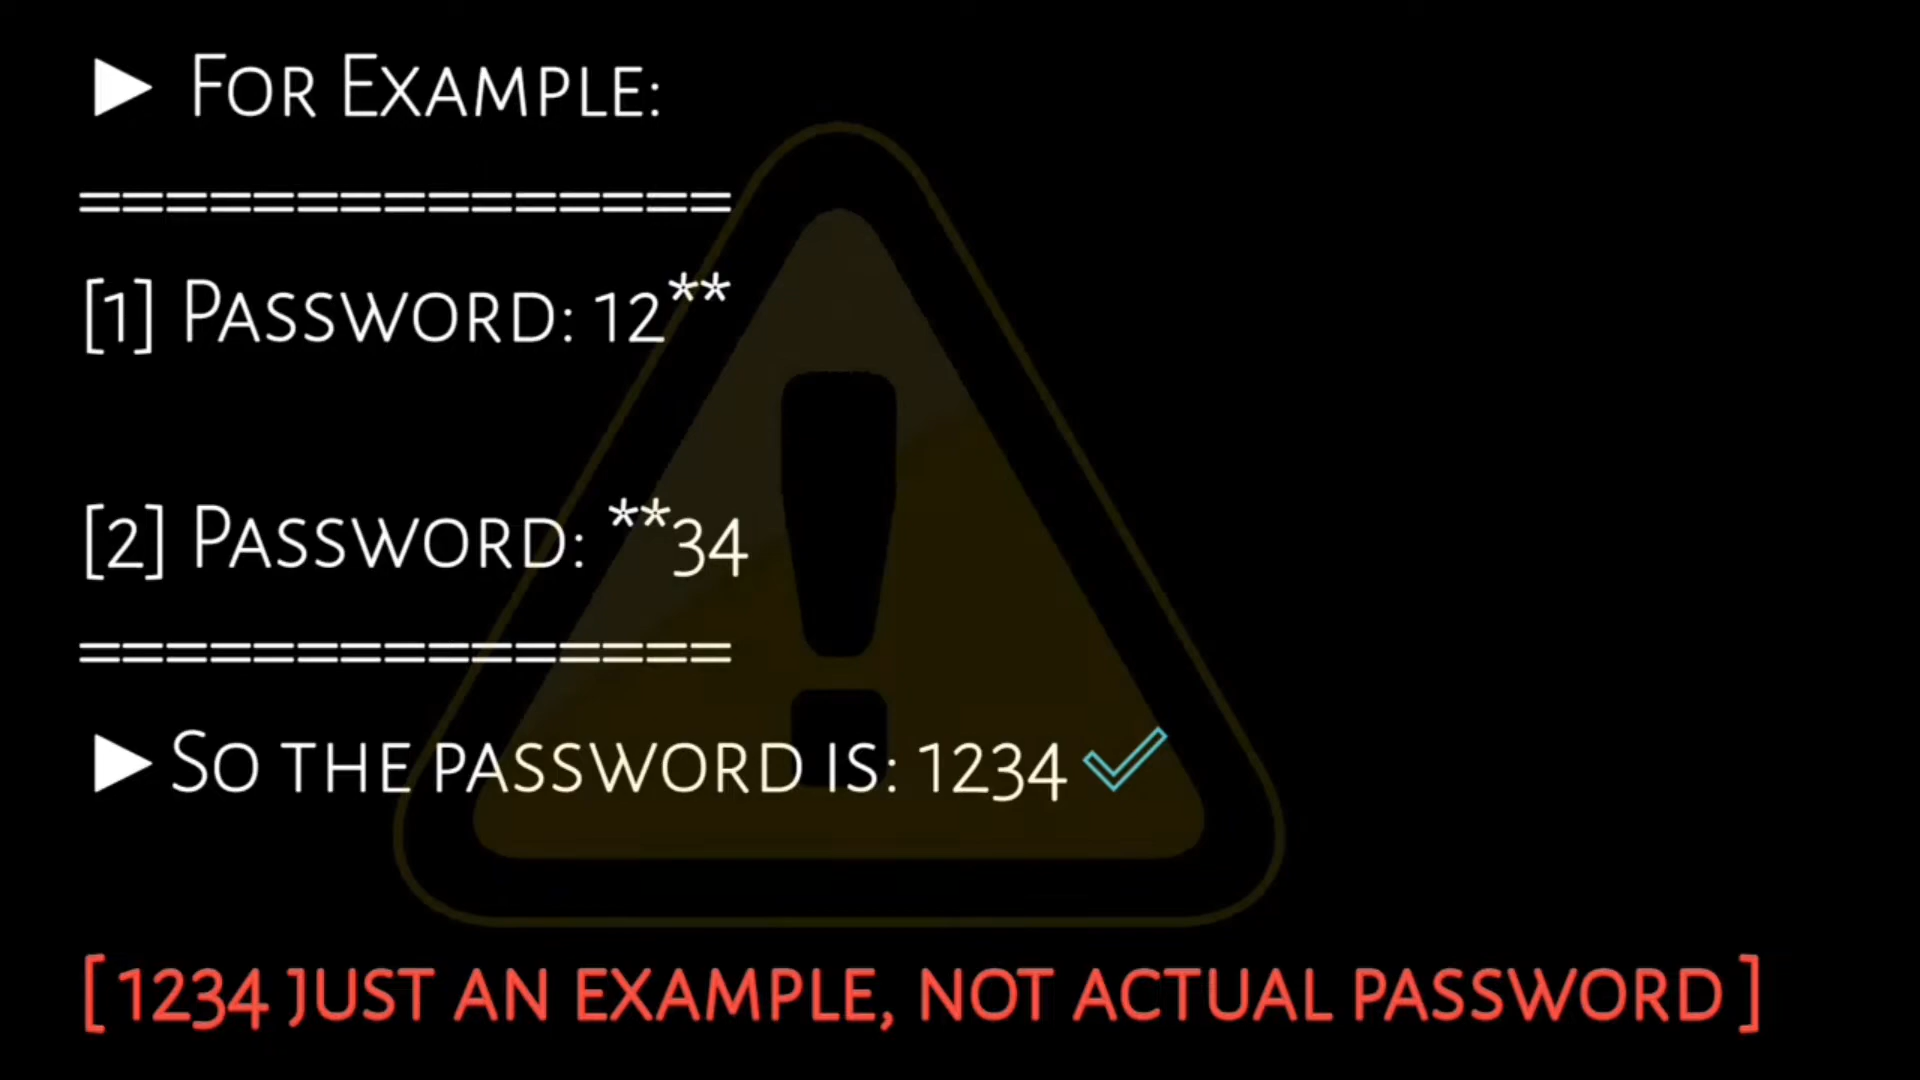 ► For Example:
===============
[1] Password: 12**
[2] Password: **34
===============
► So the password is: 1234 ✓
[ 1234 just an example, not actual password ]